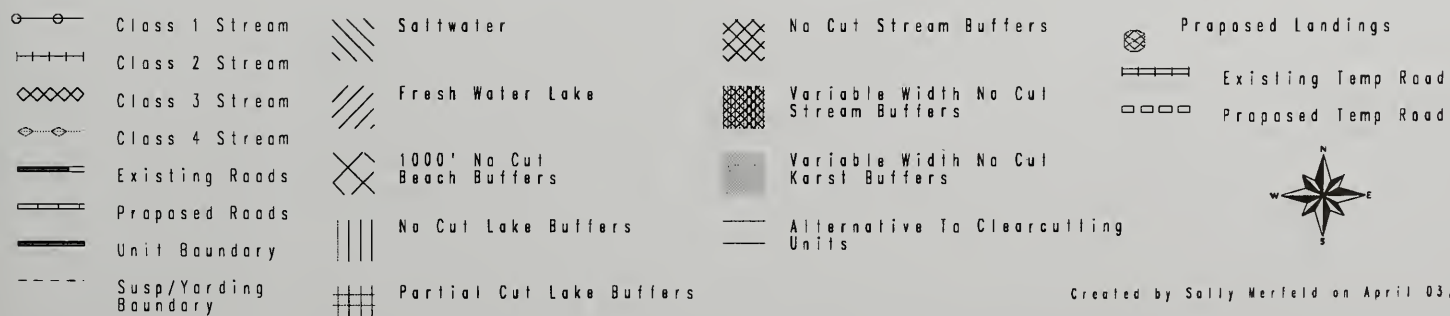 Class 1 Stream
Class 2 Stream
Class 3 Stream
Class 4 Stream
Existing Roads
Proposed Roads
Unit Boundary
Susp/Yarding
Boundary
Saltwater
Fresh Water Lake
1000' No Cut
Beach Buffers
No Cut Lake Buffers
Partial Cut Lake Buffers
No Cut Stream Buffers
Variable Width No Cut
Stream Buffers
Variable Width No Cut
Karst Buffers
Alternative To Clearcutting
Units
Proposed Landings
Existing Temp Road
Proposed Temp Road
N
W E
S
Created by Sally Merfeld on April 03,